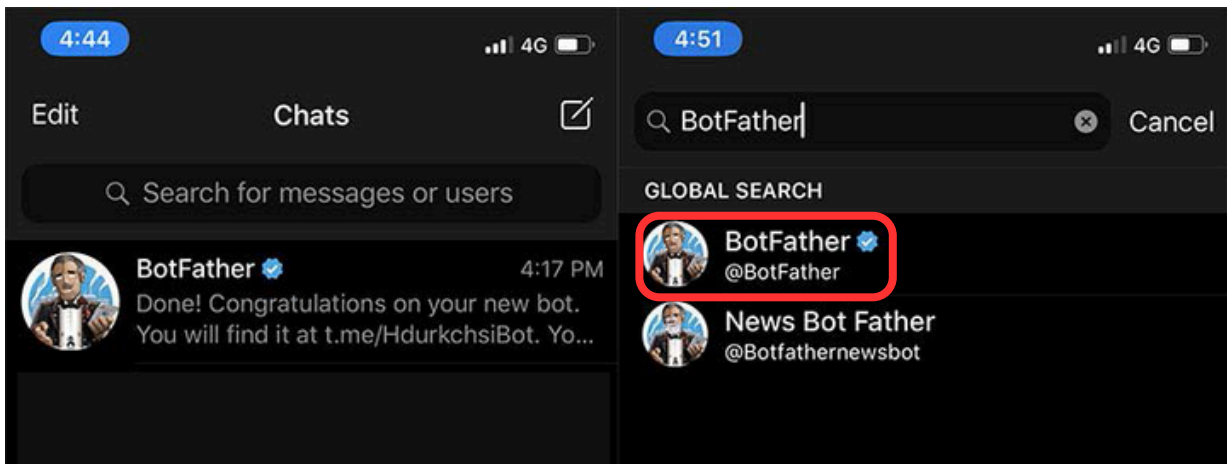 4:44
4G
Edit
Chats
Search for messages or users
BotFather
4:17 PM
Done! Congratulations on your new bot.
You will find it at t.me/HdurkchsiBot. Yo...
4:51
4G
BotFather
Cancel
GLOBAL SEARCH
BotFather
@BotFather
News Bot Father
@Botfathernewsbot